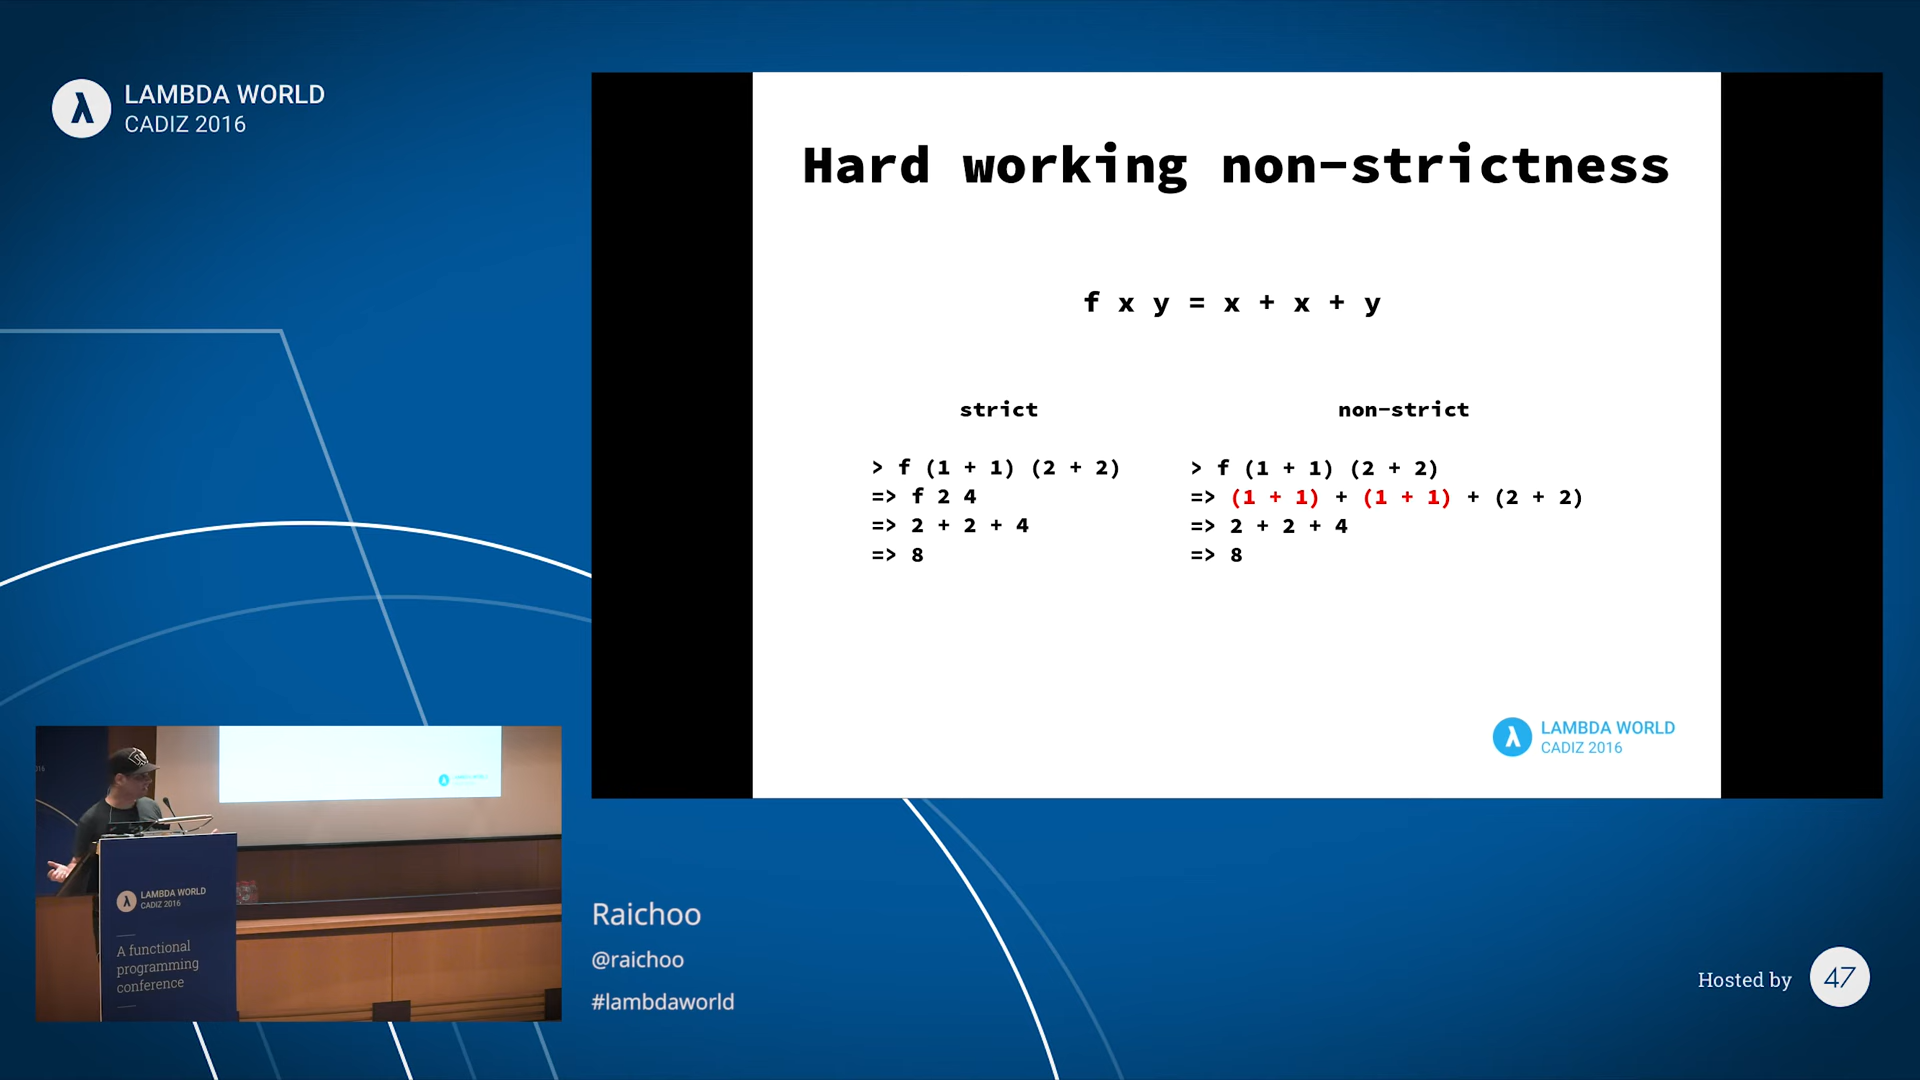 LAMBDA WORLD
CADIZ 2016
Hard working non-strictness
f x y = x + x + y
strict
> f (1 + 1) (2 + 2)
=> f 2 4
=> 2 + 2 + 4
=> 8
non-strict
> f (1 + 1) (2 + 2)
=> (1 + 1) + (1 + 1) + (2 + 2)
=> 2 + 2 + 4
=> 8
λ LAMBDA WORLD
CADIZ 2016
LAMBDA WORLD
CADIZ 2016
A functional
programming
conference
Raichoo
@raichoo
#lambdaworld
Hosted by 47